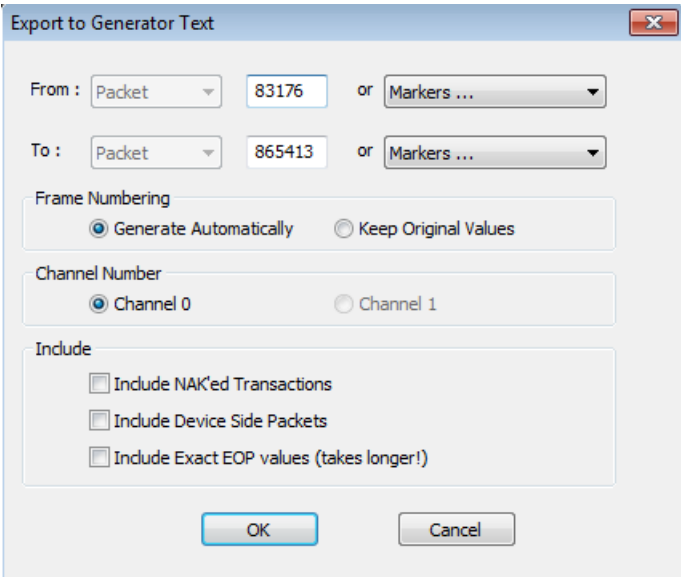 Export to Generator Text
From : Packet 83176 or Markers ...
To : Packet 865413 or Markers ...
Frame Numbering
Generate Automatically Keep Original Values
Channel Number
Channel 0 Channel 1
Include
Include NAK'ed Transactions
Include Device Side Packets
Include Exact EOP values (takes longer!)
OK Cancel